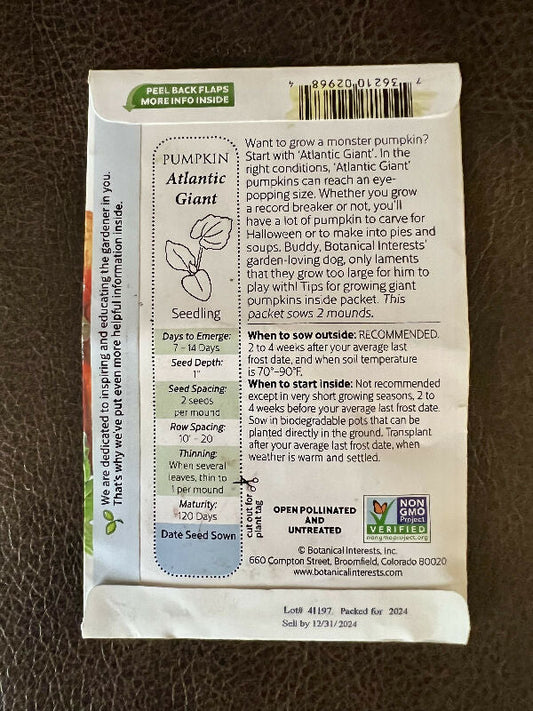 PEEL BACK FLAPS
MORE INFO INSIDE
7 36210 02968 4
We are dedicated to inspiring and educating the gardener in you.
That's why we've put even more helpful information inside.
PUMPKIN
Atlantic
Giant
Seedling
Days to Emerge:
7 - 14 Days
Seed Depth:
1"
Seed Spacing:
2 seeds
per mound
Row Spacing:
10' - 20
Thinning:
When several
leaves, thin to
1 per mound
Maturity:
120 Days
Date Seed Sown
cut out for
plant tag
Want to grow a monster pumpkin?
Start with 'Atlantic Giant'. In the
right conditions, 'Atlantic Giant'
pumpkins can reach an eye-
popping size. Whether you grow
a record breaker or not, you'll
have a lot of pumpkin to carve for
Halloween or to make into pies and
soups. Buddy, Botanical Interests'
garden-loving dog, only laments
that they grow too large for him to
play with! Tips for growing giant
pumpkins inside packet. This
packet sows 2 mounds.
When to sow outside: RECOMMENDED.
2 to 4 weeks after your average last
frost date, and when soil temperature
is 70°–90°F.
When to start inside: Not recommended
except in very short growing seasons, 2 to
4 weeks before your average last frost date.
Sow in biodegradable pots that can be
planted directly in the ground. Transplant
after your average last frost date, when
weather is warm and settled.
OPEN POLLINATED
AND
UNTREATED
NON
GMO
Project
VERIFIED
nongmoproject.org
© Botanical Interests, Inc.
660 Compton Street, Broomfield, Colorado 80020
www.botanicalinterests.com
Lot# 41197 Packed for 2024
Sell by 12/31/2024